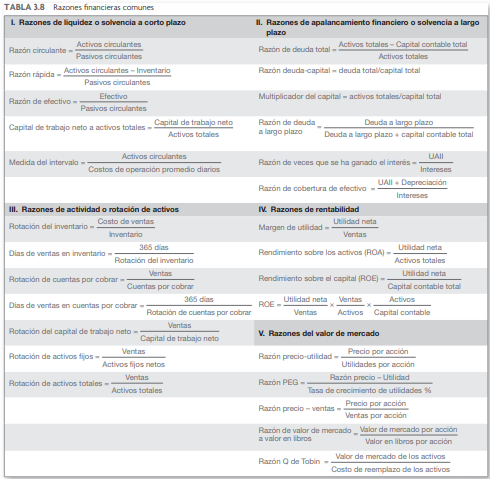 TABLA 3.8 Razones financieras comunes
I. Razones de liquidez o solvencia a corto plazo
Razón circulante = Activos circulantes / Pasivos circulantes
Razón rápida = Activos circulantes – Inventario / Pasivos circulantes
Razón de efectivo = Efectivo / Pasivos circulantes
Capital de trabajo neto a activos totales = Capital de trabajo neto / Activos totales
Medida del intervalo = Activos circulantes / Costos de operación promedio diarios
II. Razones de apalancamiento financiero o solvencia a largo
plazo
Razón de deuda total = Activos totales – Capital contable total / Activos totales
Razón deuda-capital = deuda total/capital total
Multiplicador del capital = activos totales/capital total
Razón de deuda
a largo plazo = Deuda a largo plazo / Deuda a largo plazo + capital contable total
Razón de veces que se ha ganado el interés = UAII / Intereses
Razón de cobertura de efectivo = UAII + Depreciación / Intereses
III. Razones de actividad o rotación de activos
Rotación del inventario = Costo de ventas / Inventario
Días de ventas en inventario = 365 días / Rotación del inventario
Rotación de cuentas por cobrar = Ventas / Cuentas por cobrar
Días de ventas en cuentas por cobrar = 365 días / Rotación de cuentas por cobrar
Rotación del capital de trabajo neto = Ventas / Capital de trabajo neto
Rotación de activos fijos = Ventas / Activos fijos netos
Rotación de activos totales = Ventas / Activos totales
IV. Razones de rentabilidad
Margen de utilidad = Utilidad neta / Ventas
Rendimiento sobre los activos (ROA) = Utilidad neta / Activos totales
Rendimiento sobre el capital (ROE) = Utilidad neta / Capital contable total
ROE = Utilidad neta / Ventas × Ventas / Activos × Activos / Capital contable
V. Razones del valor de mercado
Razón precio-utilidad = Precio por acción / Utilidades por acción
Razón PEG = Razón precio – Utilidad / Tasa de crecimiento de utilidades %
Razón precio – ventas = Precio por acción / Ventas por acción
Razón de valor de mercado
a valor en libros = Valor de mercado por acción / Valor en libros por acción
Razón Q de Tobin = Valor de mercado de los activos / Costo de reemplazo de los activos